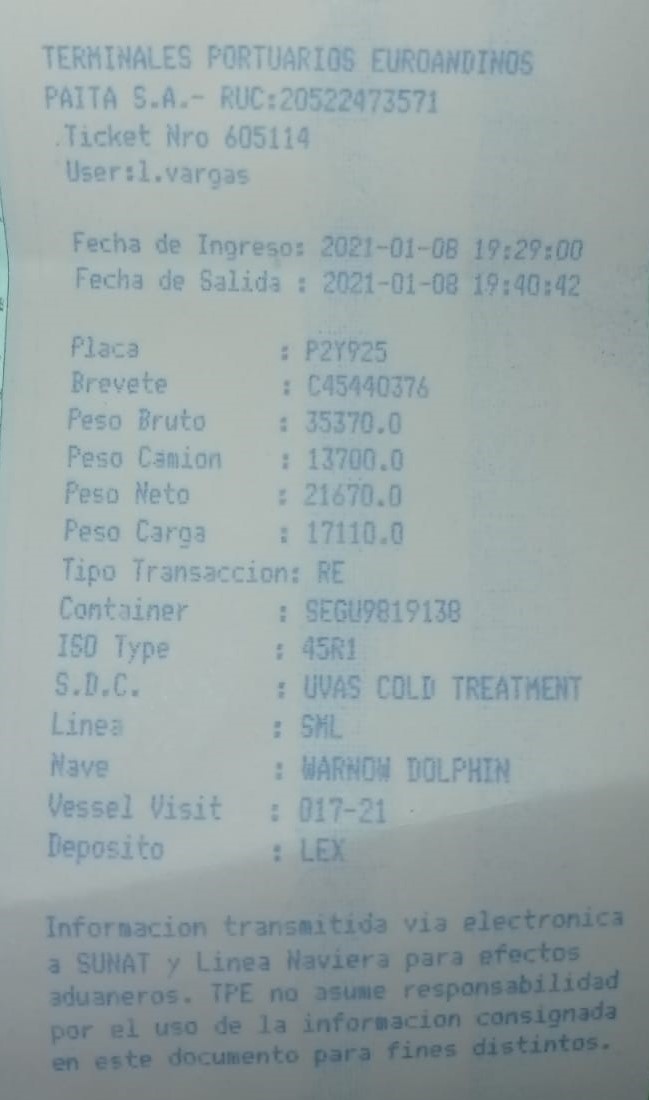 TERMINALES PORTUARIOS EUROANDINOS
PAITA S.A.- RUC:20522473571
.Ticket Nro 605114
User:l.vargas
Fecha de Ingreso: 2021-01-08 19:29:00
Fecha de Salida : 2021-01-08 19:40:42
Placa : P2Y925
Brevete : C45440376
Peso Bruto : 35370.0
Peso Camion : 13700.0
Peso Neto : 21670.0
Peso Carga : 17110.0
Tipo Transaccion: RE
Container : SEGU9819138
ISO Type : 45R1
S.D.C. : UVAS COLD TREATMENT
Linea : SML
Nave : WARNOW DOLPHIN
Vessel Visit : 017-21
Deposito : LEX
Informacion transmitida via electronica
a SUNAT y Linea Naviera para efectos
aduaneros. TPE no asume responsabilidad
por el uso de la informacion consignada
en este documento para fines distintos.